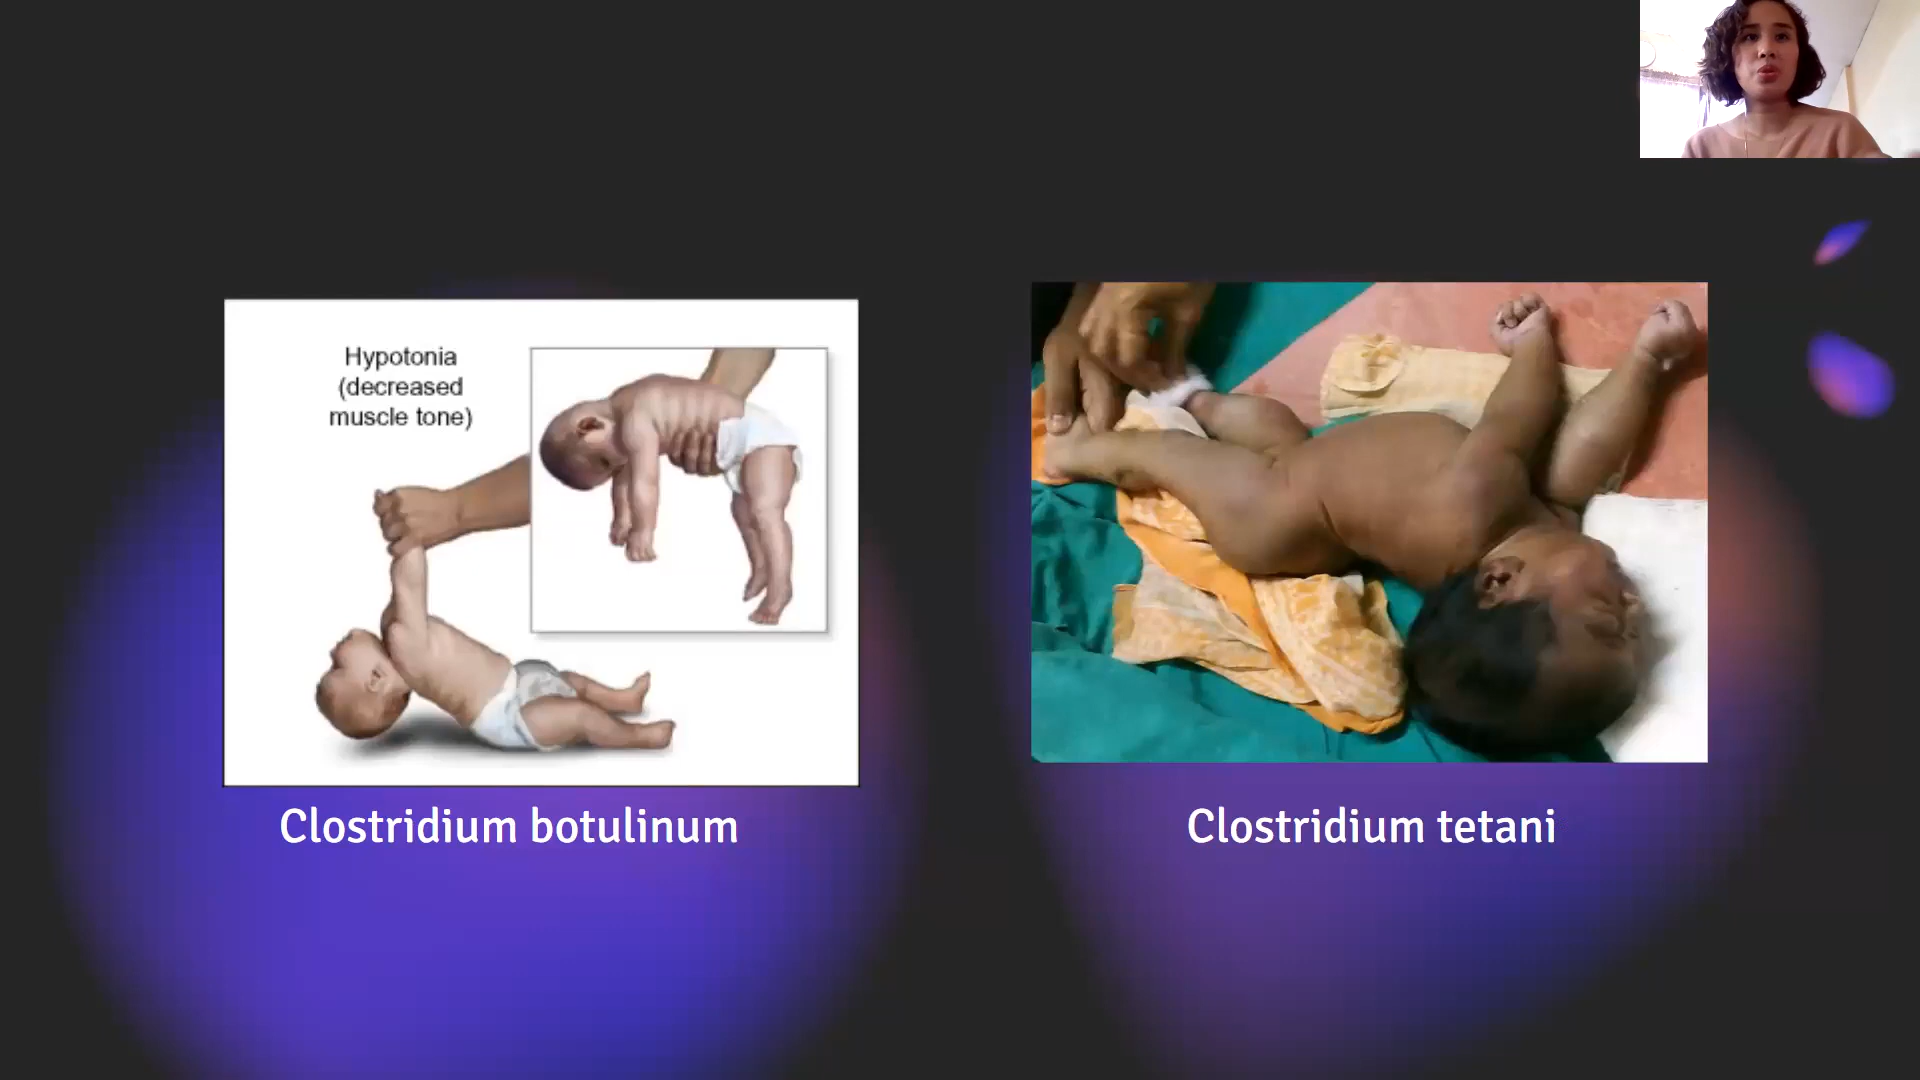 Hypotonia
(decreased
muscle tone)
Clostridium botulinum
Clostridium tetani